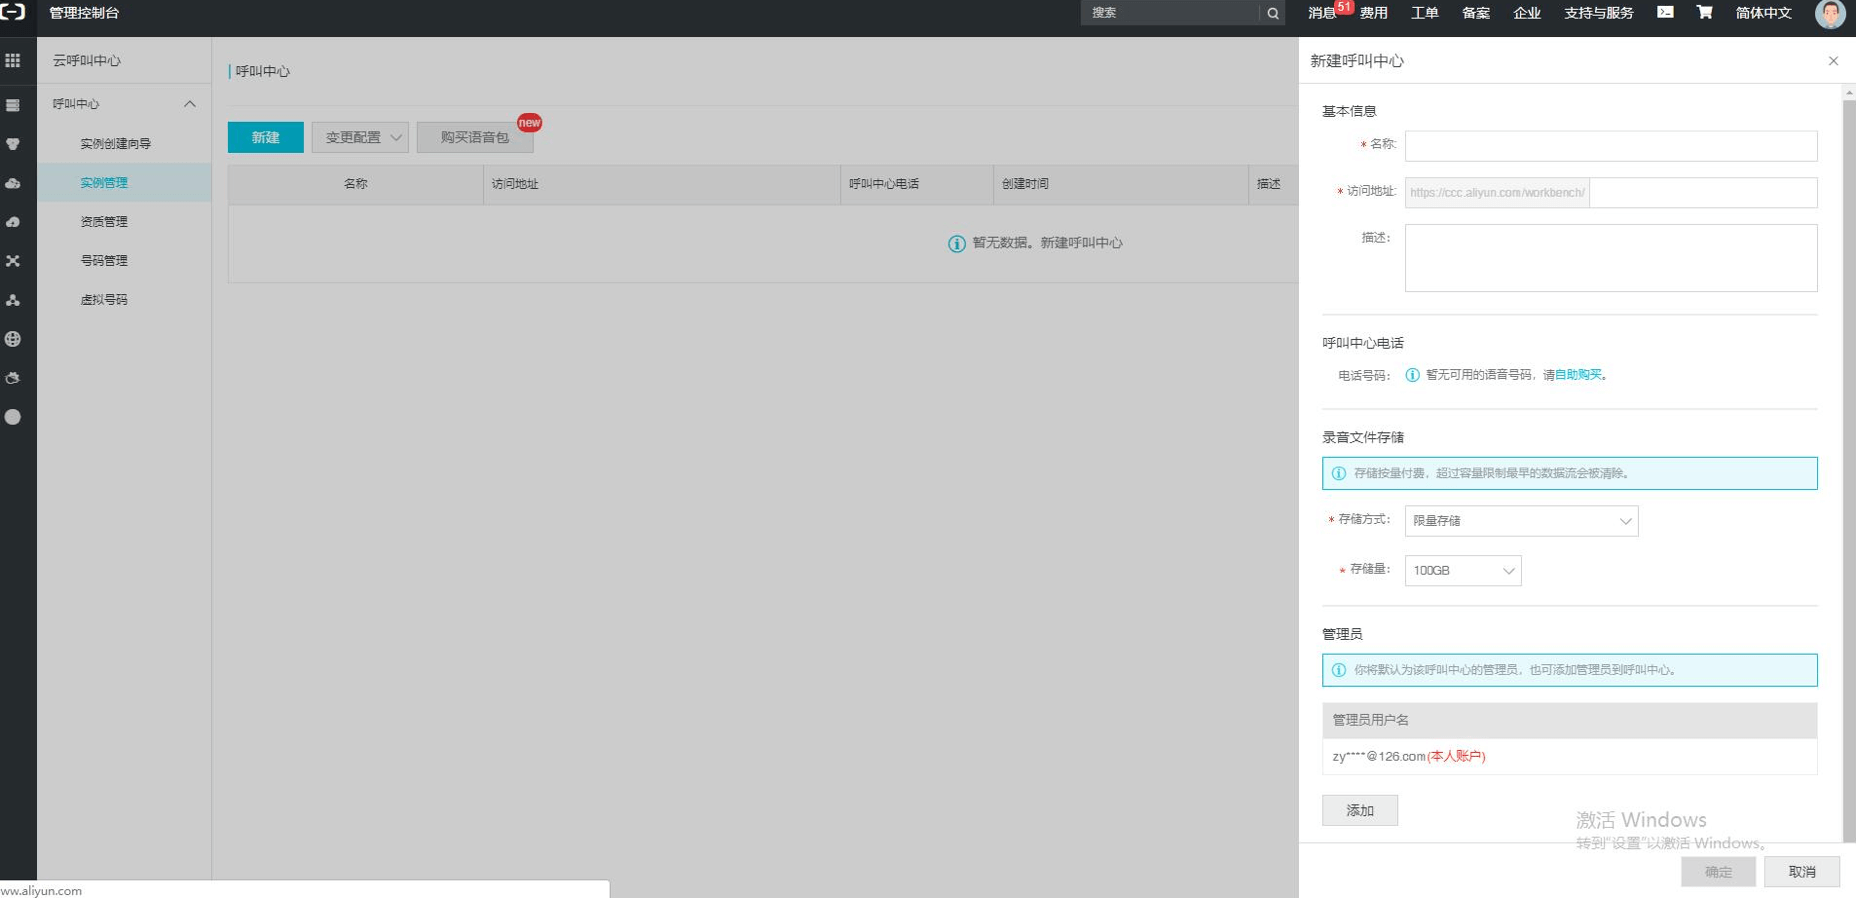 管理控制台
搜索
消息 51 费用 工单 备案 企业 支持与服务 简体中文
云呼叫中心
呼叫中心
实例创建向导
实例管理
资质管理
号码管理
虚拟号码
呼叫中心
新建 变更配置 购买语音包 new
名称 访问地址 呼叫中心电话 创建时间 描述
暂无数据。新建呼叫中心
新建呼叫中心
基本信息
* 名称:
* 访问地址: https://ccc.aliyun.com/workbench/
描述:
呼叫中心电话
电话号码: 暂无可用的语音号码，请自助购买。
录音文件存储
存储按量付费，超过容量限制最早的数据流会被清除。
* 存储方式: 限量存储
* 存储量: 100GB
管理员
你将默认为该呼叫中心的管理员，也可添加管理员到呼叫中心。
管理员用户名
zy****@126.com(本人账户)
添加
激活 Windows
转到"设置"以激活 Windows。
确定 取消
ww.aliyun.com